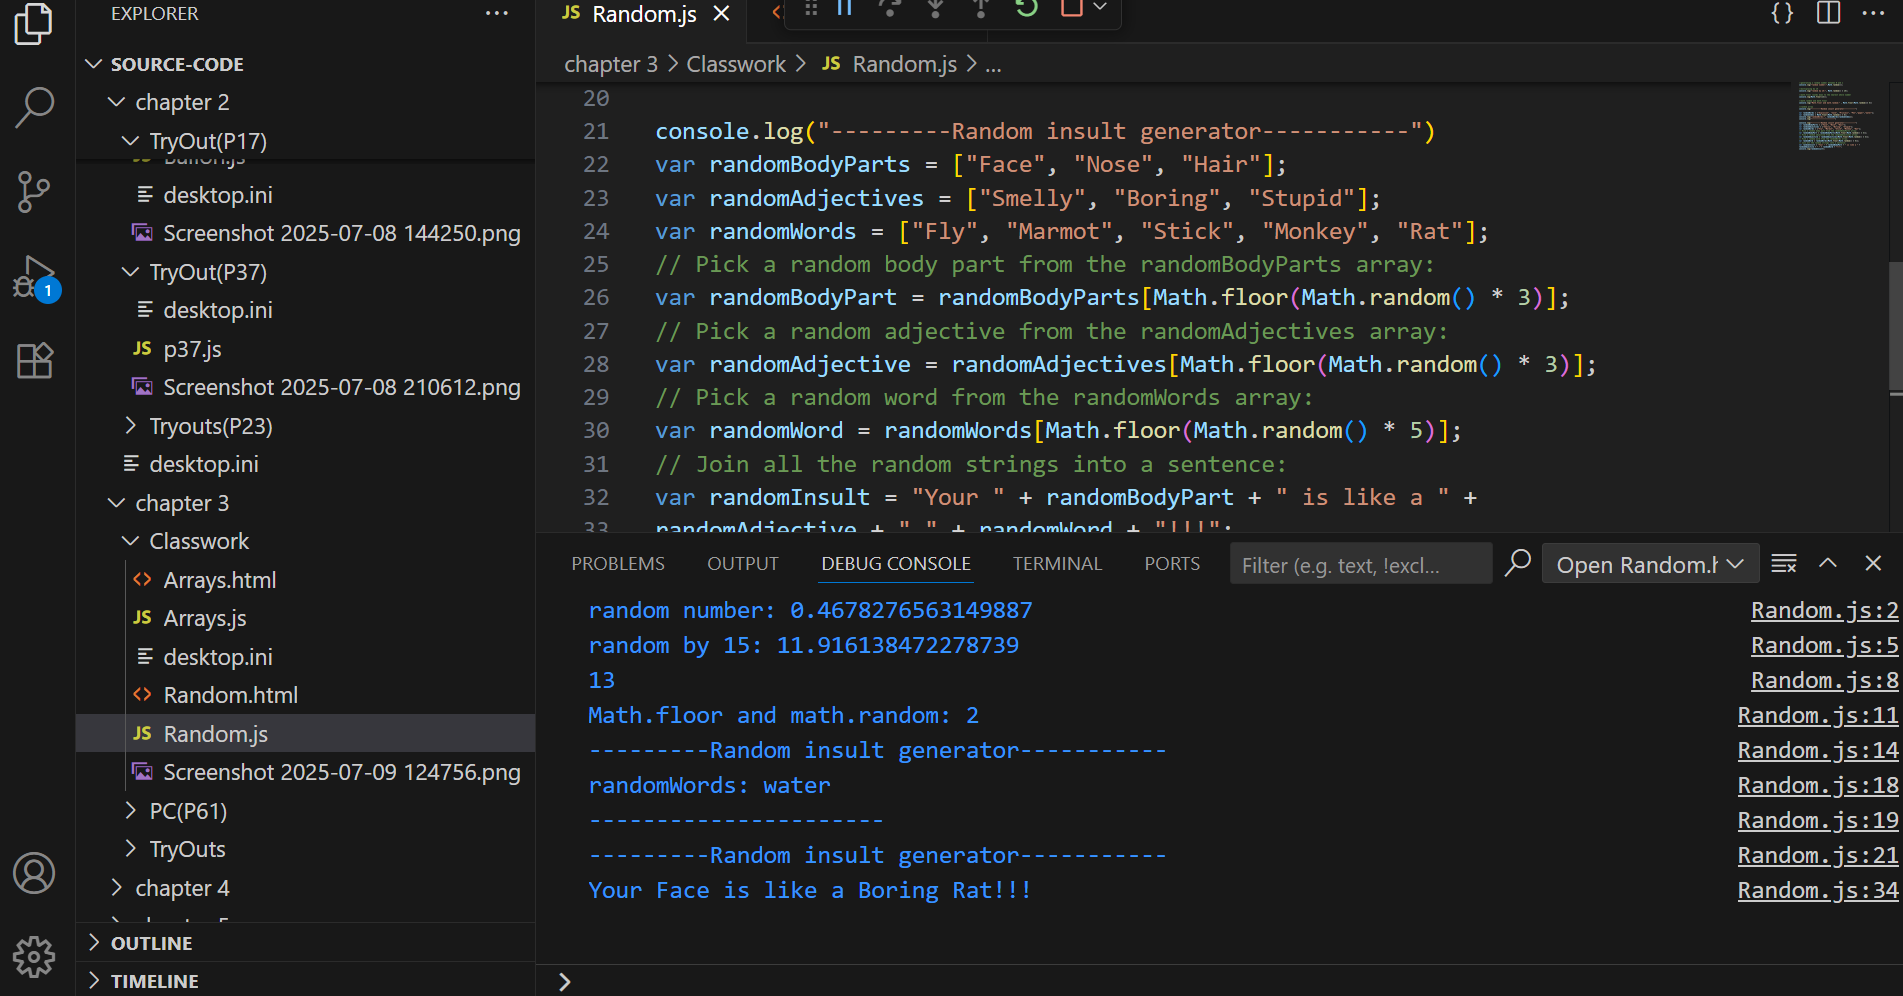 EXPLORER
SOURCE-CODE
chapter 2
TryOut(P17)
Ballon.js
desktop.ini
Screenshot 2025-07-08 144250.png
TryOut(P37)
desktop.ini
JS p37.js
Screenshot 2025-07-08 210612.png
Tryouts(P23)
desktop.ini
chapter 3
Classwork
<> Arrays.html
JS Arrays.js
desktop.ini
<> Random.html
JS Random.js
Screenshot 2025-07-09 124756.png
PC(P61)
TryOuts
chapter 4
OUTLINE
TIMELINE
1
JS Random.js
chapter 3 > Classwork > JS Random.js > ...
20
21 console.log("---------Random insult generator-----------")
22 var randomBodyParts = ["Face", "Nose", "Hair"];
23 var randomAdjectives = ["Smelly", "Boring", "Stupid"];
24 var randomWords = ["Fly", "Marmot", "Stick", "Monkey", "Rat"];
25 // Pick a random body part from the randomBodyParts array:
26 var randomBodyPart = randomBodyParts[Math.floor(Math.random() * 3)];
27 // Pick a random adjective from the randomAdjectives array:
28 var randomAdjective = randomAdjectives[Math.floor(Math.random() * 3)];
29 // Pick a random word from the randomWords array:
30 var randomWord = randomWords[Math.floor(Math.random() * 5)];
31 // Join all the random strings into a sentence:
32 var randomInsult = "Your " + randomBodyPart + " is like a " +
33 randomAdjective + " " + randomWord + "!!!";
PROBLEMS OUTPUT DEBUG CONSOLE TERMINAL PORTS Filter (e.g. text, !excl... Open Random.h
random number: 0.4678276563149887 Random.js:2
random by 15: 11.916138472278739 Random.js:5
13 Random.js:8
Math.floor and math.random: 2 Random.js:11
---------Random insult generator----------- Random.js:14
randomWords: water Random.js:18
---------------------- Random.js:19
---------Random insult generator----------- Random.js:21
Your Face is like a Boring Rat!!! Random.js:34